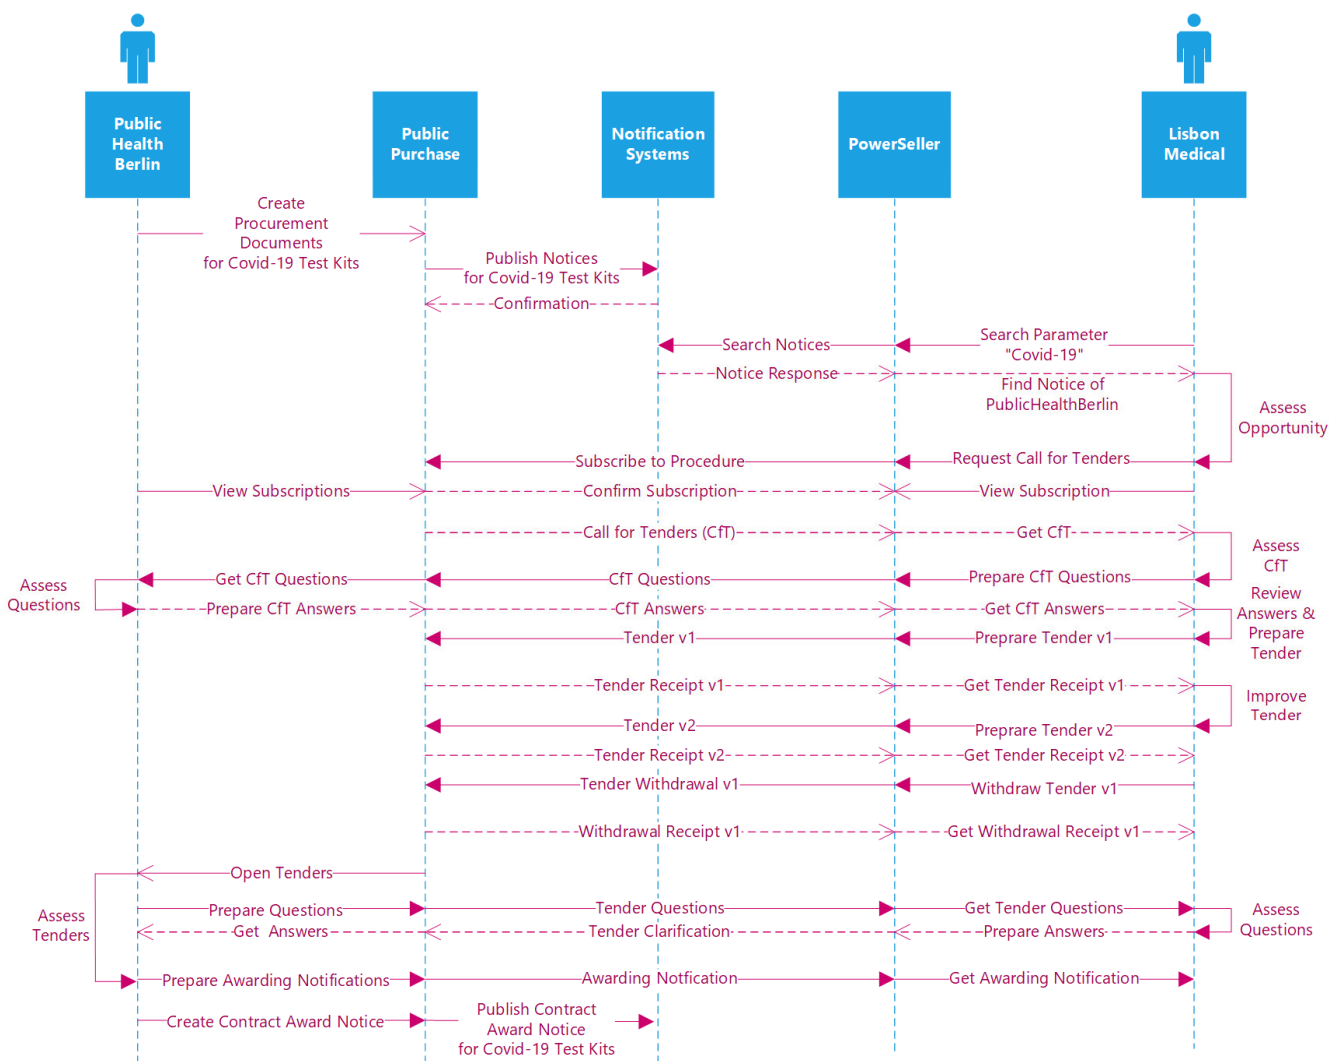 Public
Health
Berlin
Public
Purchase
Notification
Systems
PowerSeller
Lisbon
Medical
Create
Procurement
Documents
for Covid-19 Test Kits
Publish Notices
for Covid-19 Test Kits
Confirmation
Search Notices
Search Parameter
"Covid-19"
Notice Response
Find Notice of
PublicHealthBerlin
Assess
Opportunity
Subscribe to Procedure
Request Call for Tenders
View Subscriptions
Confirm Subscription
View Subscription
Call for Tenders (CfT)
Get CfT
Assess
CfT
Assess
Questions
Get CfT Questions
CfT Questions
Prepare CfT Questions
Prepare CfT Answers
CfT Answers
Get CfT Answers
Review
Answers &
Prepare
Tender
Tender v1
Preprare Tender v1
Tender Receipt v1
Get Tender Receipt v1
Improve
Tender
Tender v2
Preprare Tender v2
Tender Receipt v2
Get Tender Receipt v2
Tender Withdrawal v1
Withdraw Tender v1
Withdrawal Receipt v1
Get Withdrawal Receipt v1
Open Tenders
Assess
Tenders
Prepare Questions
Tender Questions
Get Tender Questions
Get Answers
Tender Clarification
Prepare Answers
Assess
Questions
Prepare Awarding Notifications
Awarding Notfication
Get Awarding Notification
Create Contract Award Notice
Publish Contract
Award Notice
for Covid-19 Test Kits